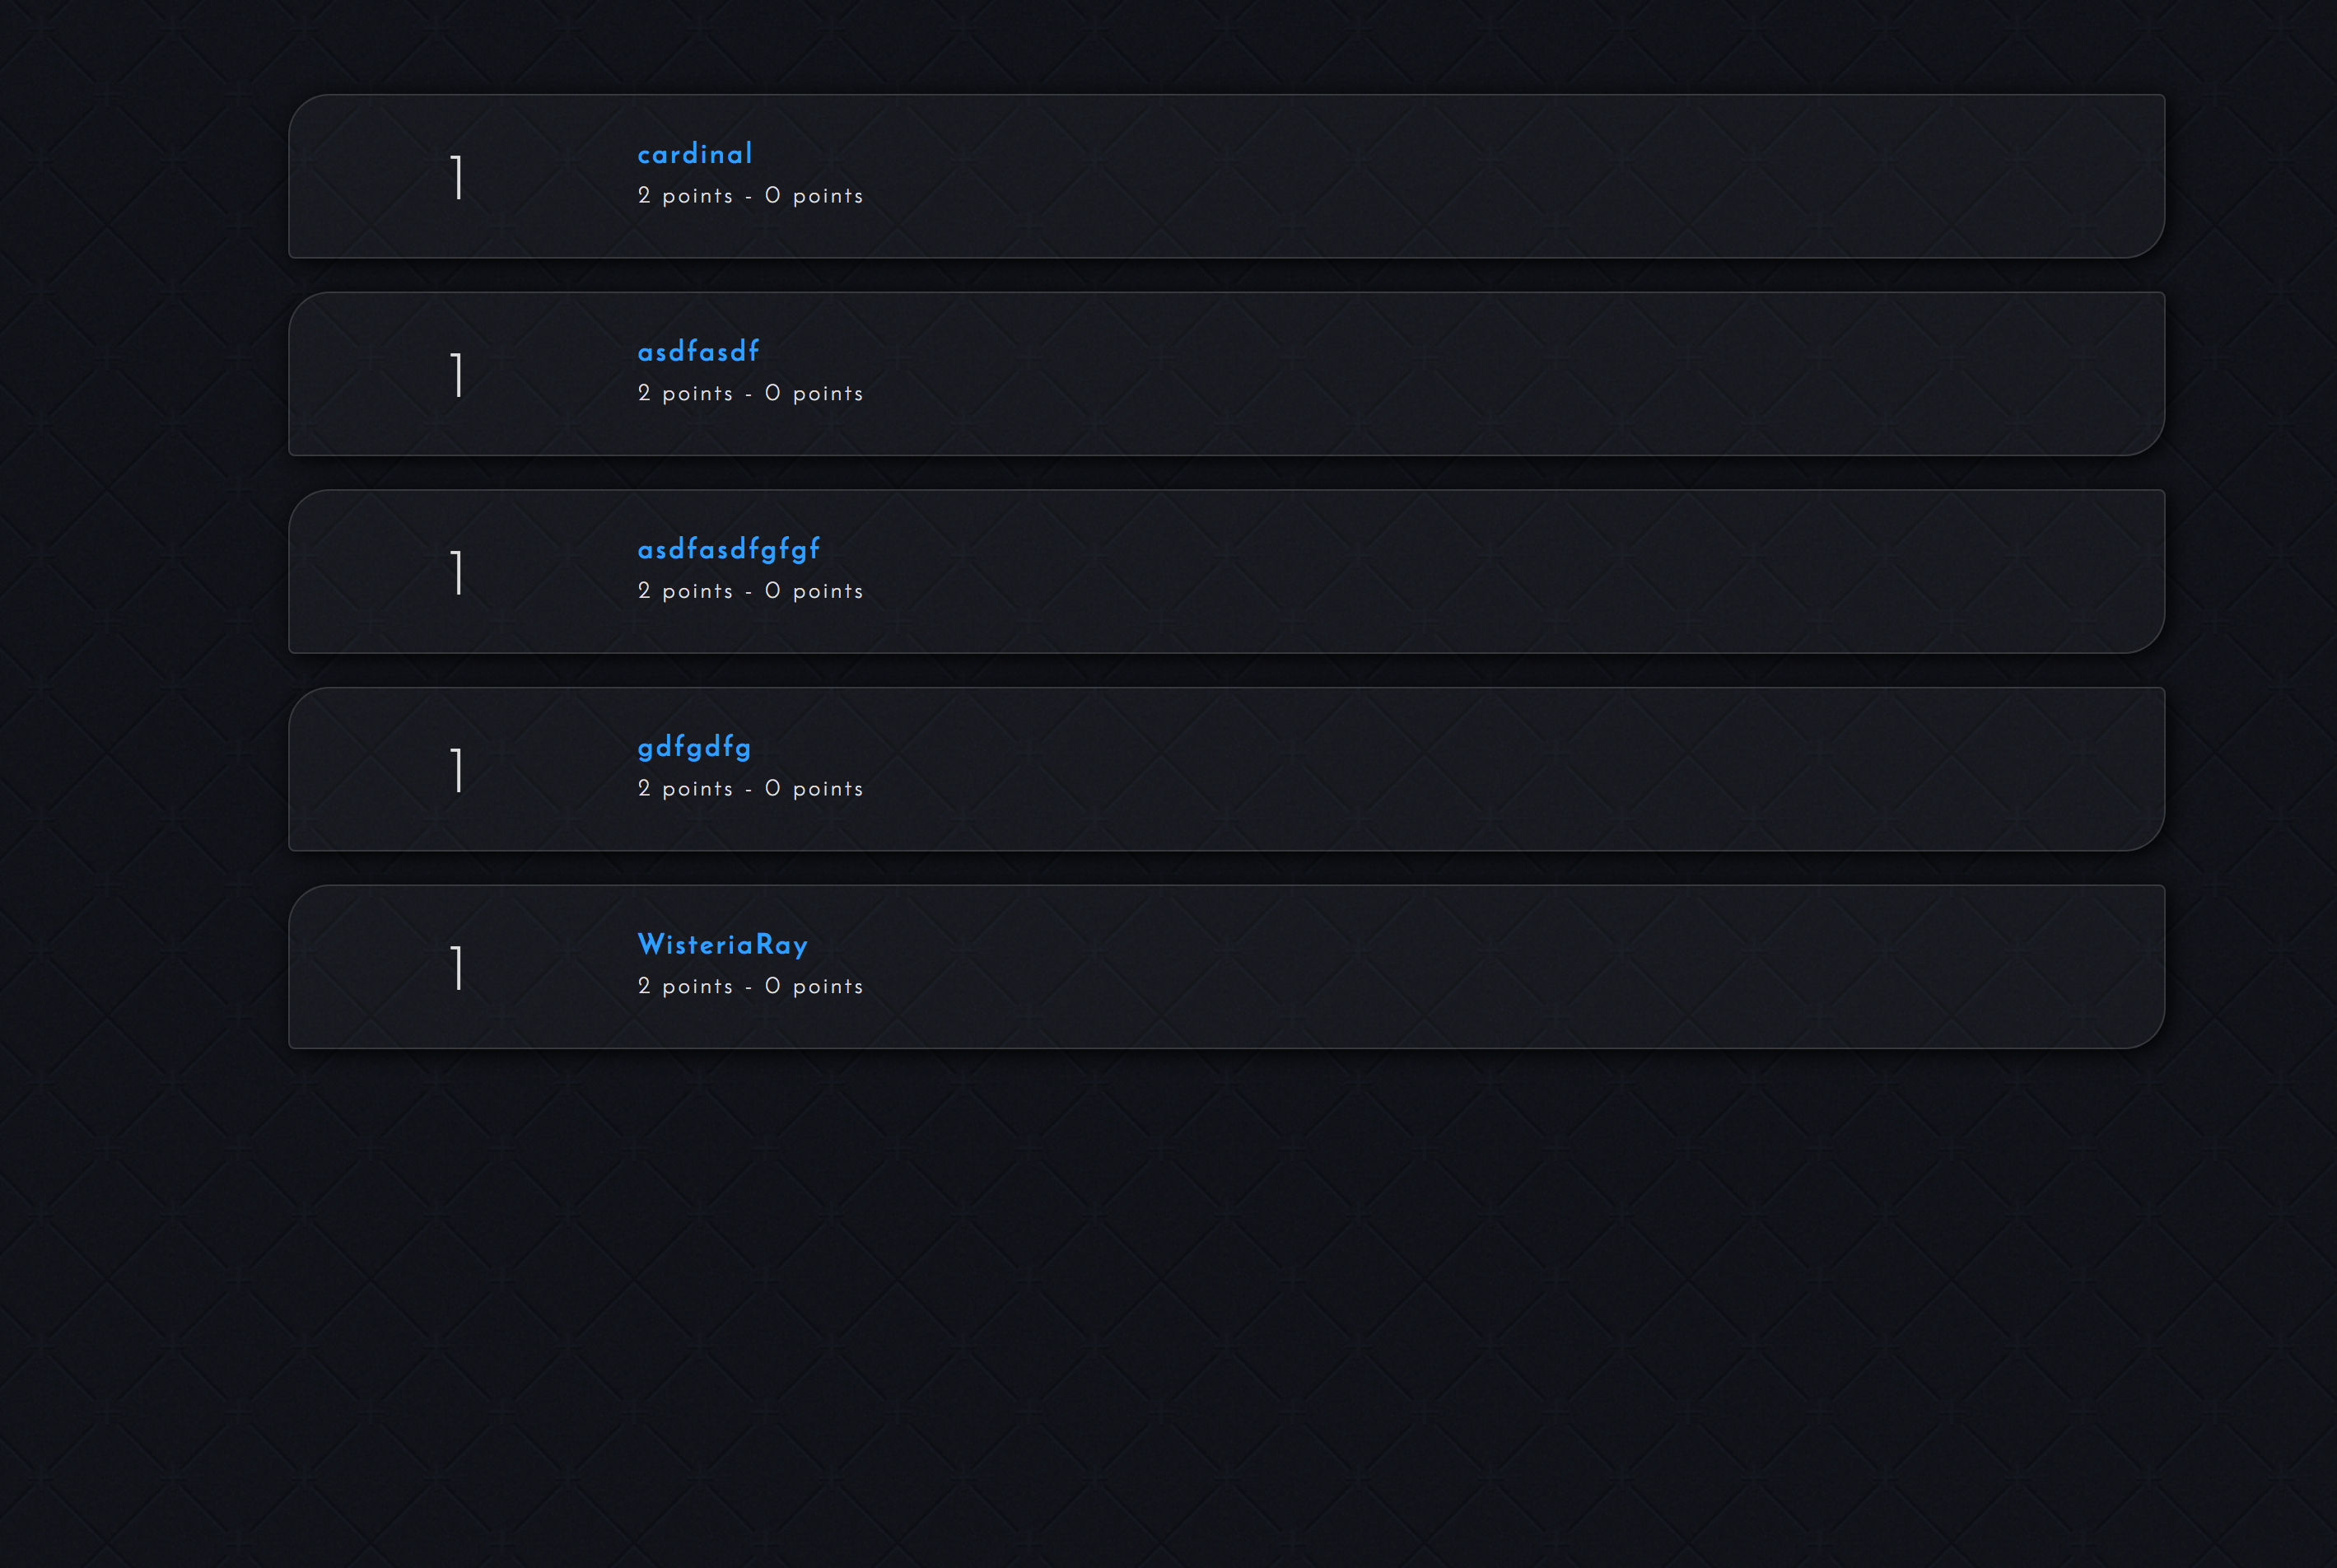 1
cardinal
2 points - 0 points
1
asdfasdf
2 points - 0 points
1
asdfasdfgfgf
2 points - 0 points
1
gdfgdfg
2 points - 0 points
1
WisteriaRay
2 points - 0 points